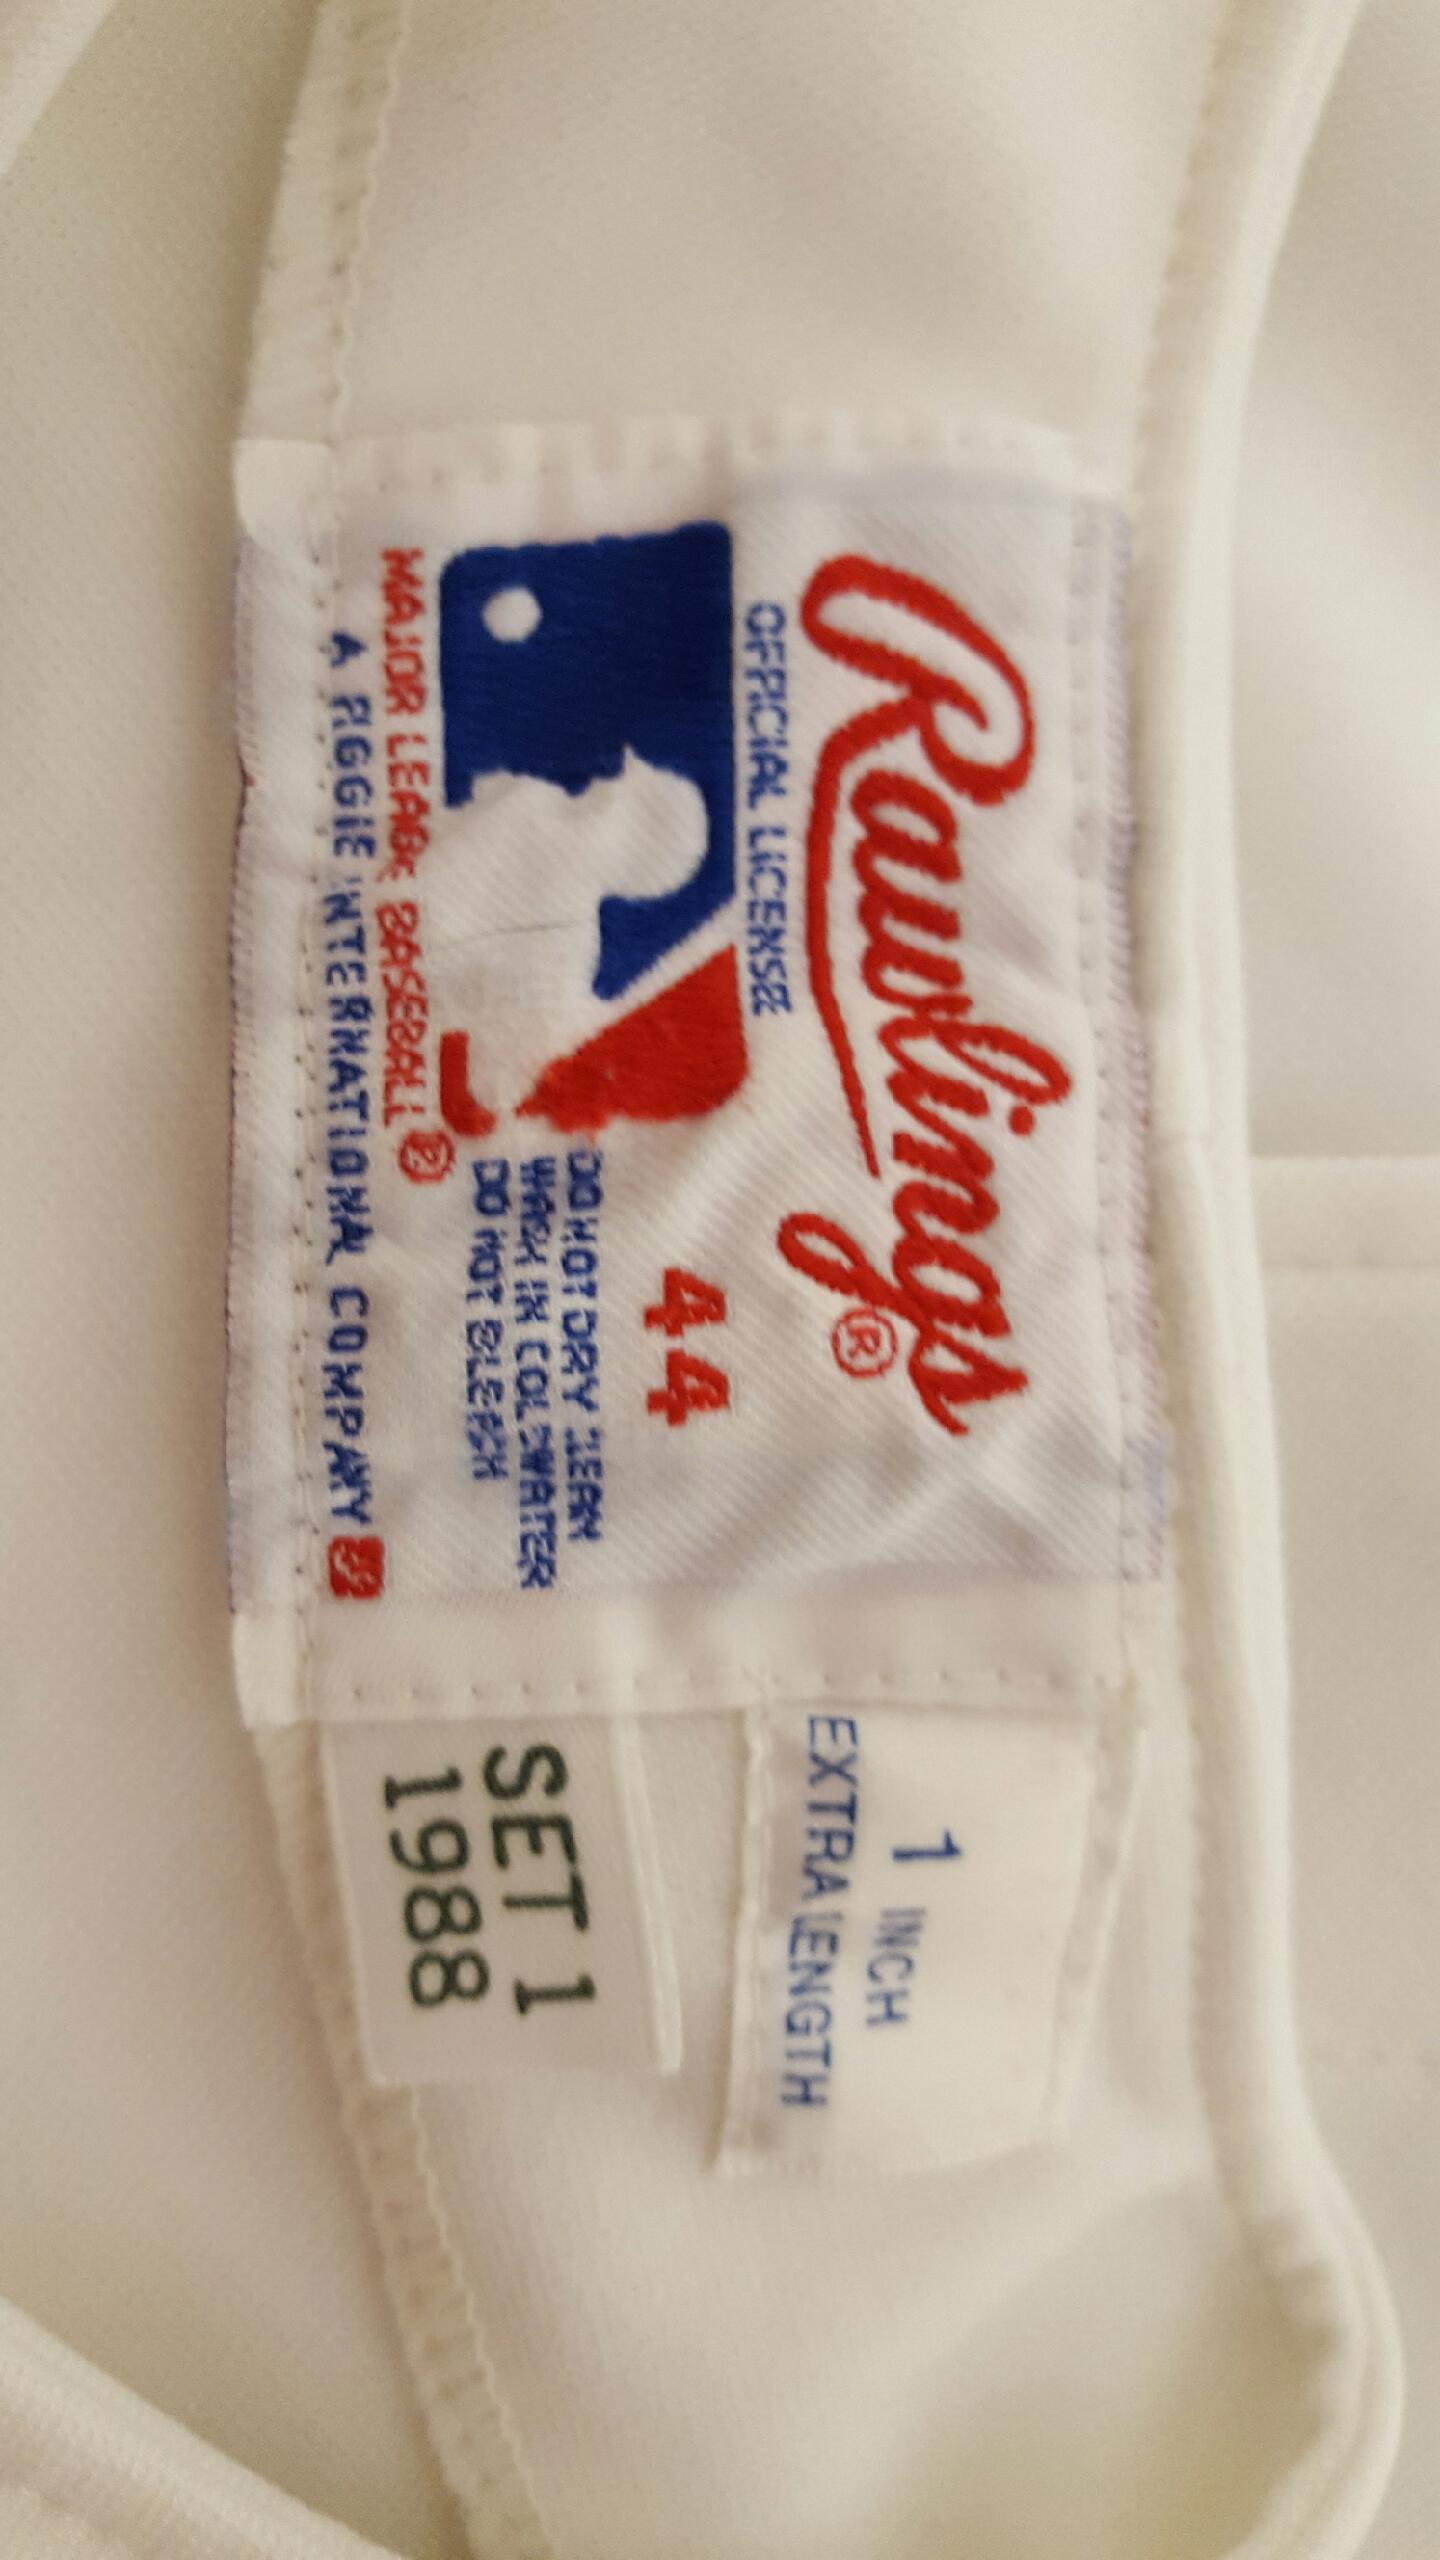 Rawlings®
OFFICIAL LICENSEE
44
DO NOT DRY CLEAN
WASH IN COLD WATER
DO NOT BLEACH
MAJOR LEAGUE BASEBALL®
A FIGGIE INTERNATIONAL COMPANY
1 INCH
EXTRA LENGTH
SET 1
1988